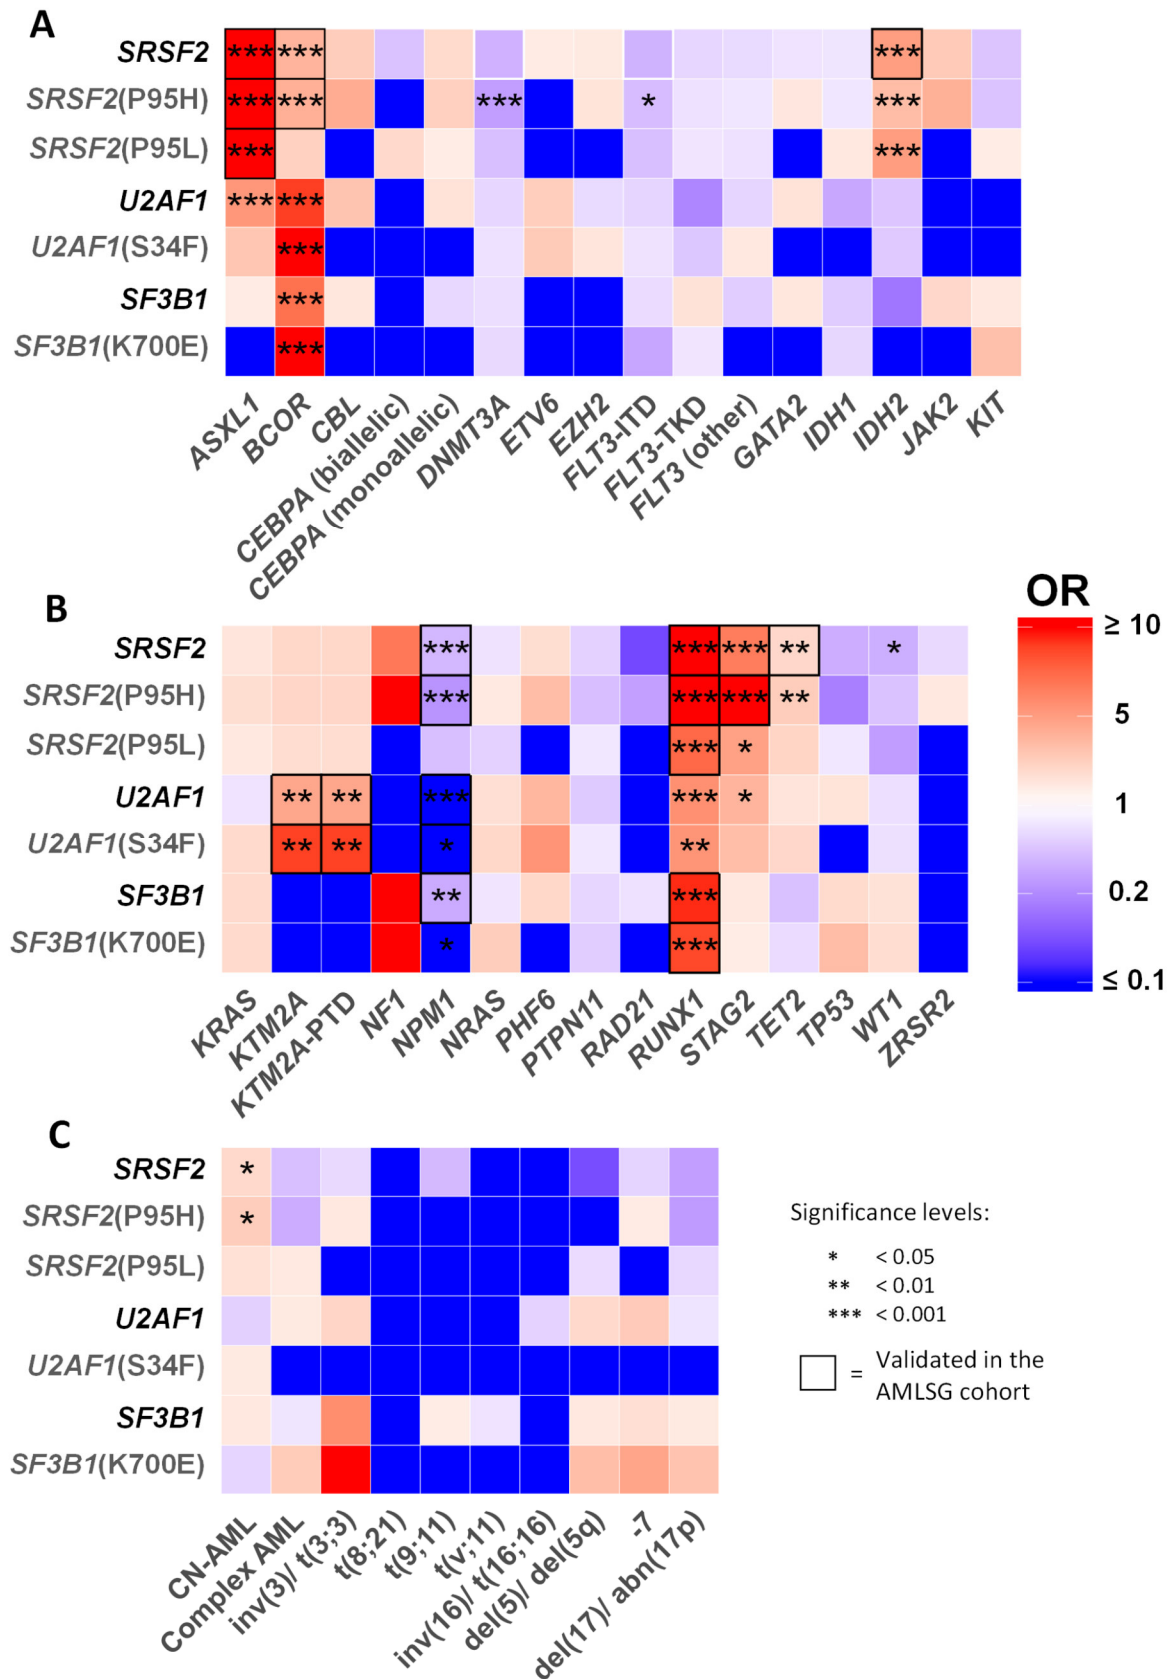 A
SRSF2 *** *** ***
SRSF2(P95H) *** *** *** * ***
SRSF2(P95L) *** ***
U2AF1 *** ***
U2AF1(S34F) ***
SF3B1 ***
SF3B1(K700E) ***
ASXL1
BCOR
CBL
CEBPA (biallelic)
CEBPA (monoallelic)
DNMT3A
ETV6
EZH2
FLT3-ITD
FLT3-TKD
FLT3 (other)
GATA2
IDH1
IDH2
JAK2
KIT
B
SRSF2 *** *** *** ** *
SRSF2(P95H) *** *** *** **
SRSF2(P95L) *** *
U2AF1 ** ** *** *** *
U2AF1(S34F) ** ** * **
SF3B1 ** ***
SF3B1(K700E) * ***
KRAS
KTM2A
KTM2A-PTD
NF1
NPM1
NRAS
PHF6
PTPN11
RAD21
RUNX1
STAG2
TET2
TP53
WT1
ZRSR2
OR
≥ 10
5
1
0.2
≤ 0.1
C
SRSF2 *
SRSF2(P95H) *
SRSF2(P95L)
U2AF1
U2AF1(S34F)
SF3B1
SF3B1(K700E)
CN-AML
Complex AML
inv(3)/ t(3;3)
t(8;21)
t(9;11)
t(v;11)
inv(16)/ t(16;16)
del(5)/ del(5q)
-7
del(17)/ abn(17p)
Significance levels:
* < 0.05
** < 0.01
*** < 0.001
= Validated in the
AMLSG cohort